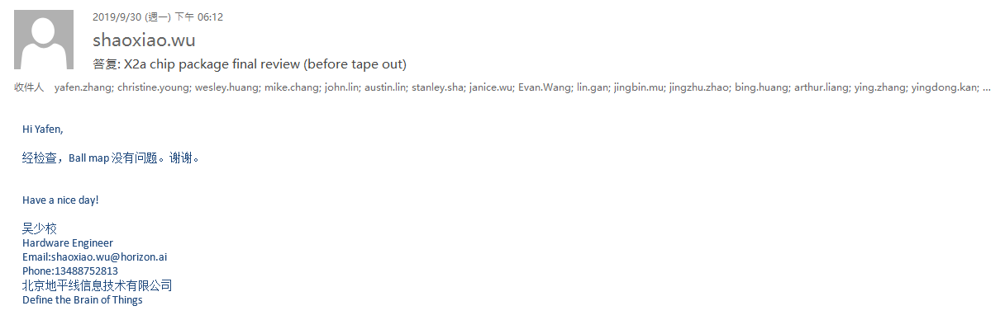 2019/9/30 (週一) 下午 06:12
shaoxiao.wu
答复: X2a chip package final review (before tape out)
收件人 yafen.zhang; christine.young; wesley.huang; mike.chang; john.lin; austin.lin; stanley.sha; janice.wu; Evan.Wang; lin.gan; jingbin.mu; jingzhu.zhao; bing.huang; arthur.liang; ying.zhang; yingdong.kan; ...
Hi Yafen,
经检查，Ball map 没有问题。谢谢。
Have a nice day!
吴少校
Hardware Engineer
Email:shaoxiao.wu@horizon.ai
Phone:13488752813
北京地平线信息技术有限公司
Define the Brain of Things